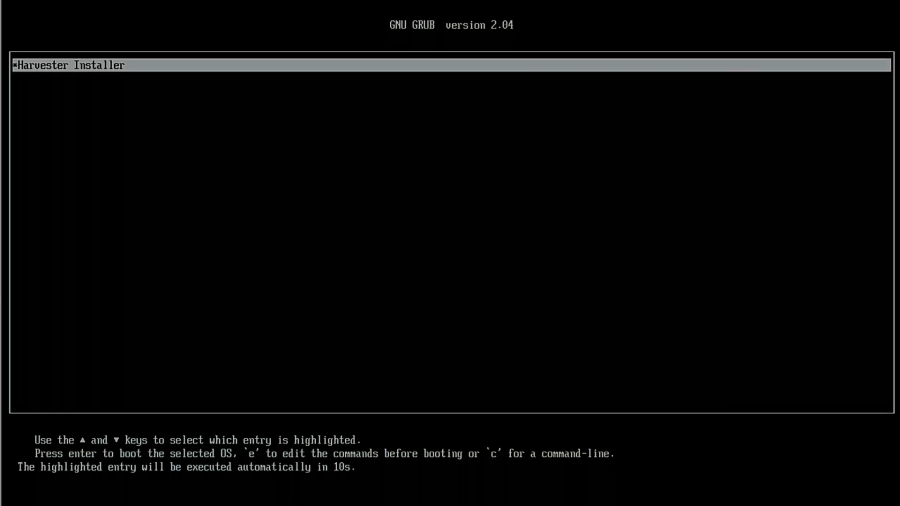 GNU GRUB  version 2.04
*Harvester Installer
Use the ▲ and ▼ keys to select which entry is highlighted.
Press enter to boot the selected OS, `e' to edit the commands before booting or `c' for a command-line.
The highlighted entry will be executed automatically in 10s.